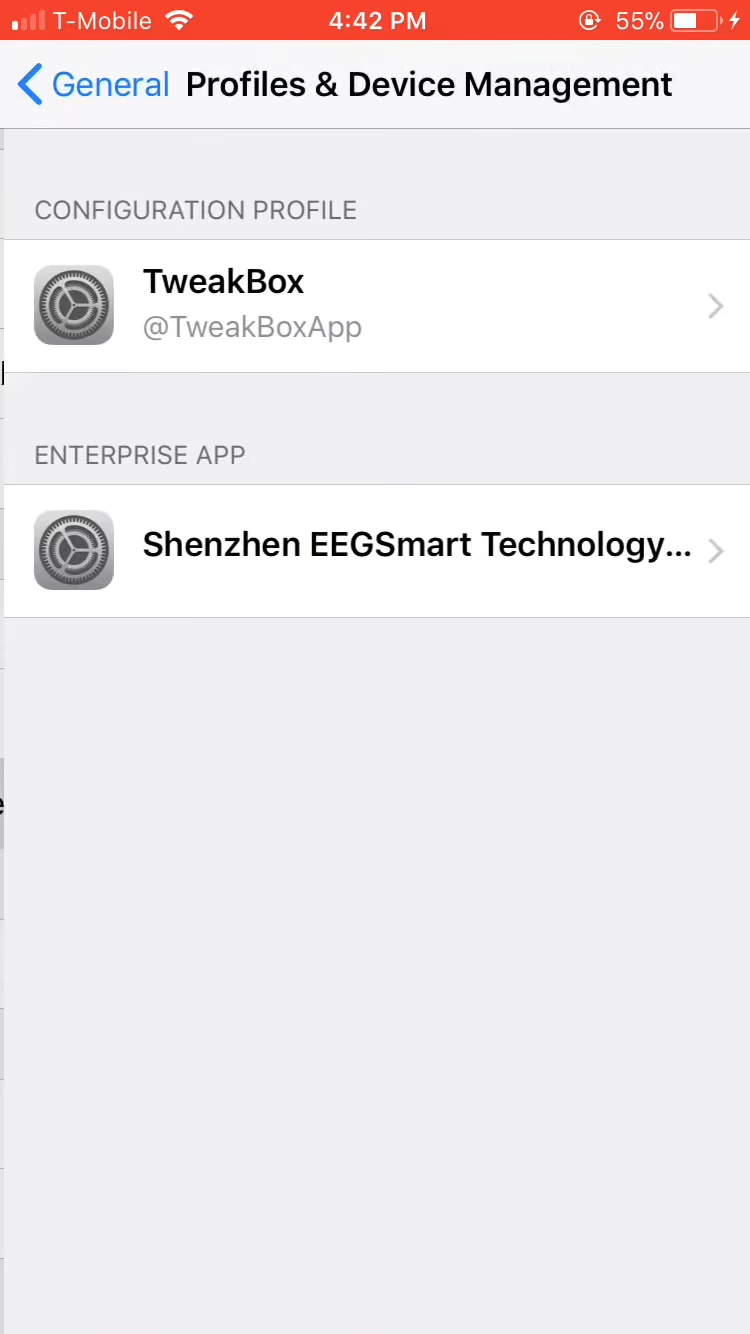 T-Mobile 4:42 PM 55%
General Profiles & Device Management
CONFIGURATION PROFILE
TweakBox
@TweakBoxApp
ENTERPRISE APP
Shenzhen EEGSmart Technology...